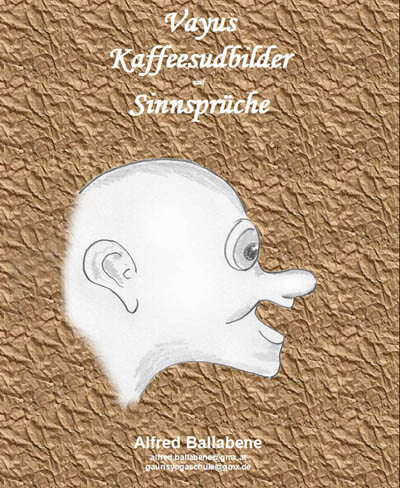 Vayus
Kaffeesudbilder
und
Sinnsprüche
Alfred Ballabene
alfred.ballabene@gmx.at
gaurisyogaschule@gmx.de